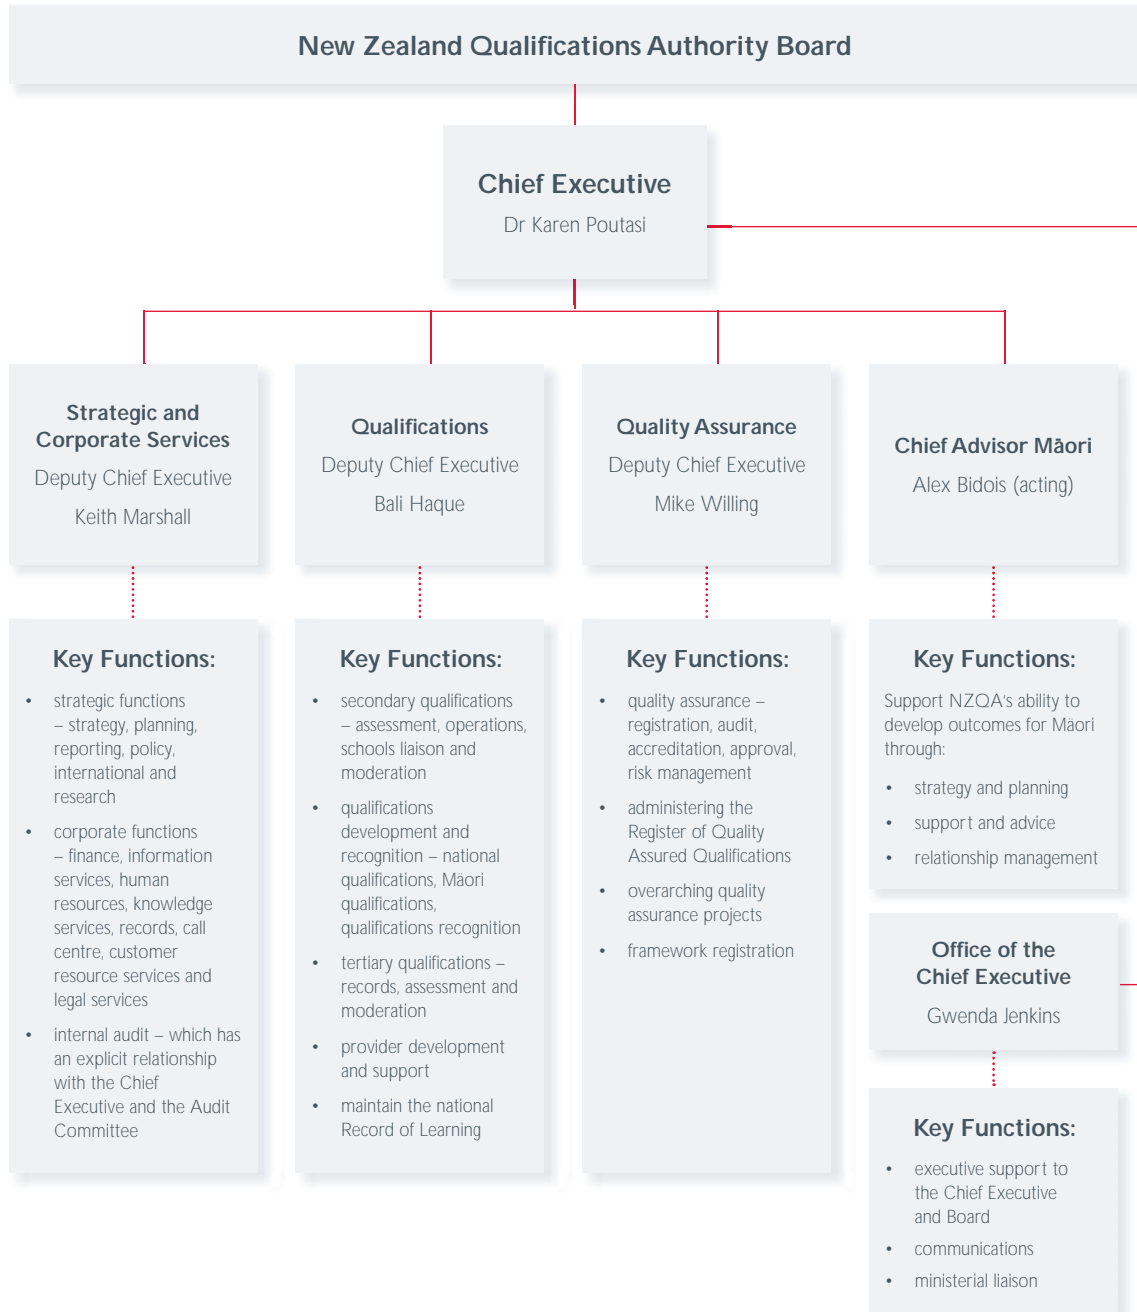 New Zealand Qualifications Authority Board
Chief Executive
Dr Karen Poutasi
Strategic and
Corporate Services
Deputy Chief Executive
Keith Marshall
Qualifications
Deputy Chief Executive
Bali Haque
Quality Assurance
Deputy Chief Executive
Mike Willing
Chief Advisor Māori
Alex Bidois (acting)
Key Functions:
• strategic functions
– strategy, planning,
reporting, policy,
international and
research
• corporate functions
– finance, information
services, human
resources, knowledge
services, records, call
centre, customer
resource services and
legal services
• internal audit – which has
an explicit relationship
with the Chief
Executive and the Audit
Committee
Key Functions:
• secondary qualifications
– assessment, operations,
schools liaison and
moderation
• qualifications
development and
recognition – national
qualifications, Māori
qualifications,
qualifications recognition
• tertiary qualifications –
records, assessment and
moderation
• provider development
and support
• maintain the national
Record of Learning
Key Functions:
• quality assurance –
registration, audit,
accreditation, approval,
risk management
• administering the
Register of Quality
Assured Qualifications
• overarching quality
assurance projects
• framework registration
Key Functions:
Support NZQA's ability to
develop outcomes for Māori
through:
• strategy and planning
• support and advice
• relationship management
Office of the
Chief Executive
Gwenda Jenkins
Key Functions:
• executive support to
the Chief Executive
and Board
• communications
• ministerial liaison